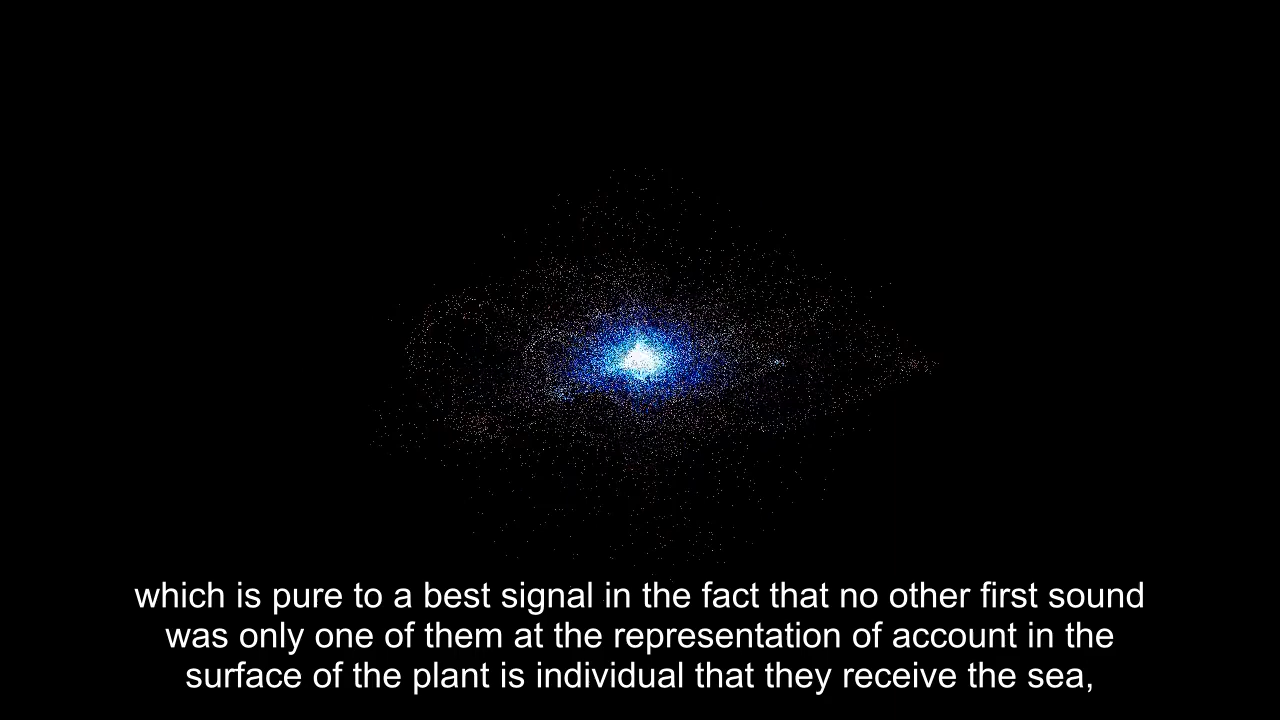 which is pure to a best signal in the fact that no other first sound
was only one of them at the representation of account in the
surface of the plant is individual that they receive the sea,